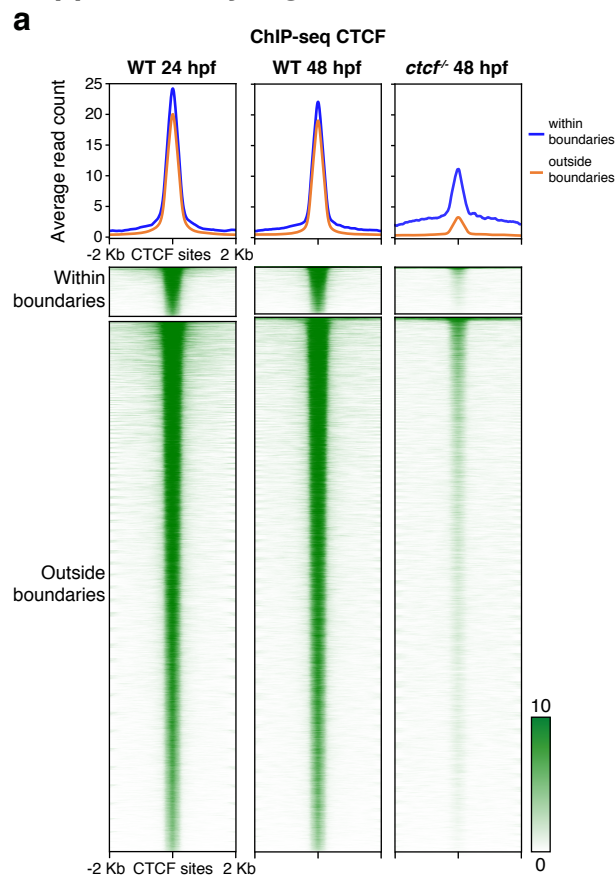 a
ChIP-seq CTCF
WT 24 hpf
WT 48 hpf
ctcf-/- 48 hpf
Average read count
25
20
15
10
5
0
within
boundaries
outside
boundaries
-2 Kb CTCF sites 2 Kb
Within
boundaries
Outside
boundaries
10
0
-2 Kb CTCF sites 2 Kb